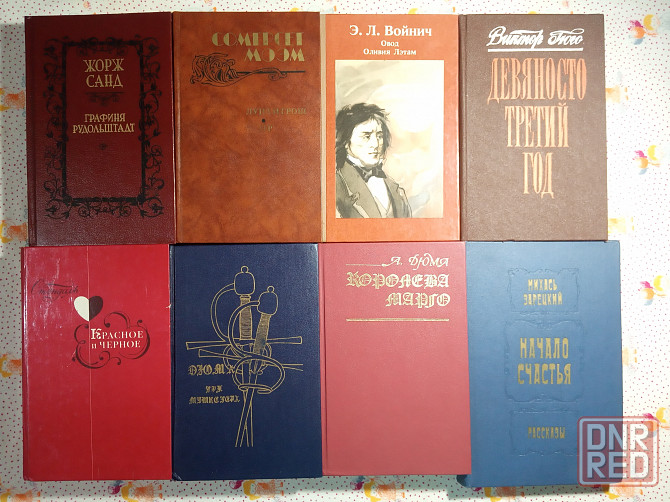 ЖОРЖ
САНД
ГРАФИНЯ
РУДОЛЬШТАДТ
СОМЕРСЕТ
МОЭМ
Э. Л. Войнич
Овод
Оливия Лэтам
Виктор Гюго
ДЕВЯНОСТО
ТРЕТИЙ
ГОД
КРАСНОЕ
И ЧЕРНОЕ
ДЮМА
ТРИ
МУШКЕТЕРА
А. ДЮМА
КОРОЛЕВА
МАРГО
МИХАСЬ
ЗАРЕЦКИЙ
НАЧАЛО
СЧАСТЬЯ
РАССКАЗЫ
DNR
RED